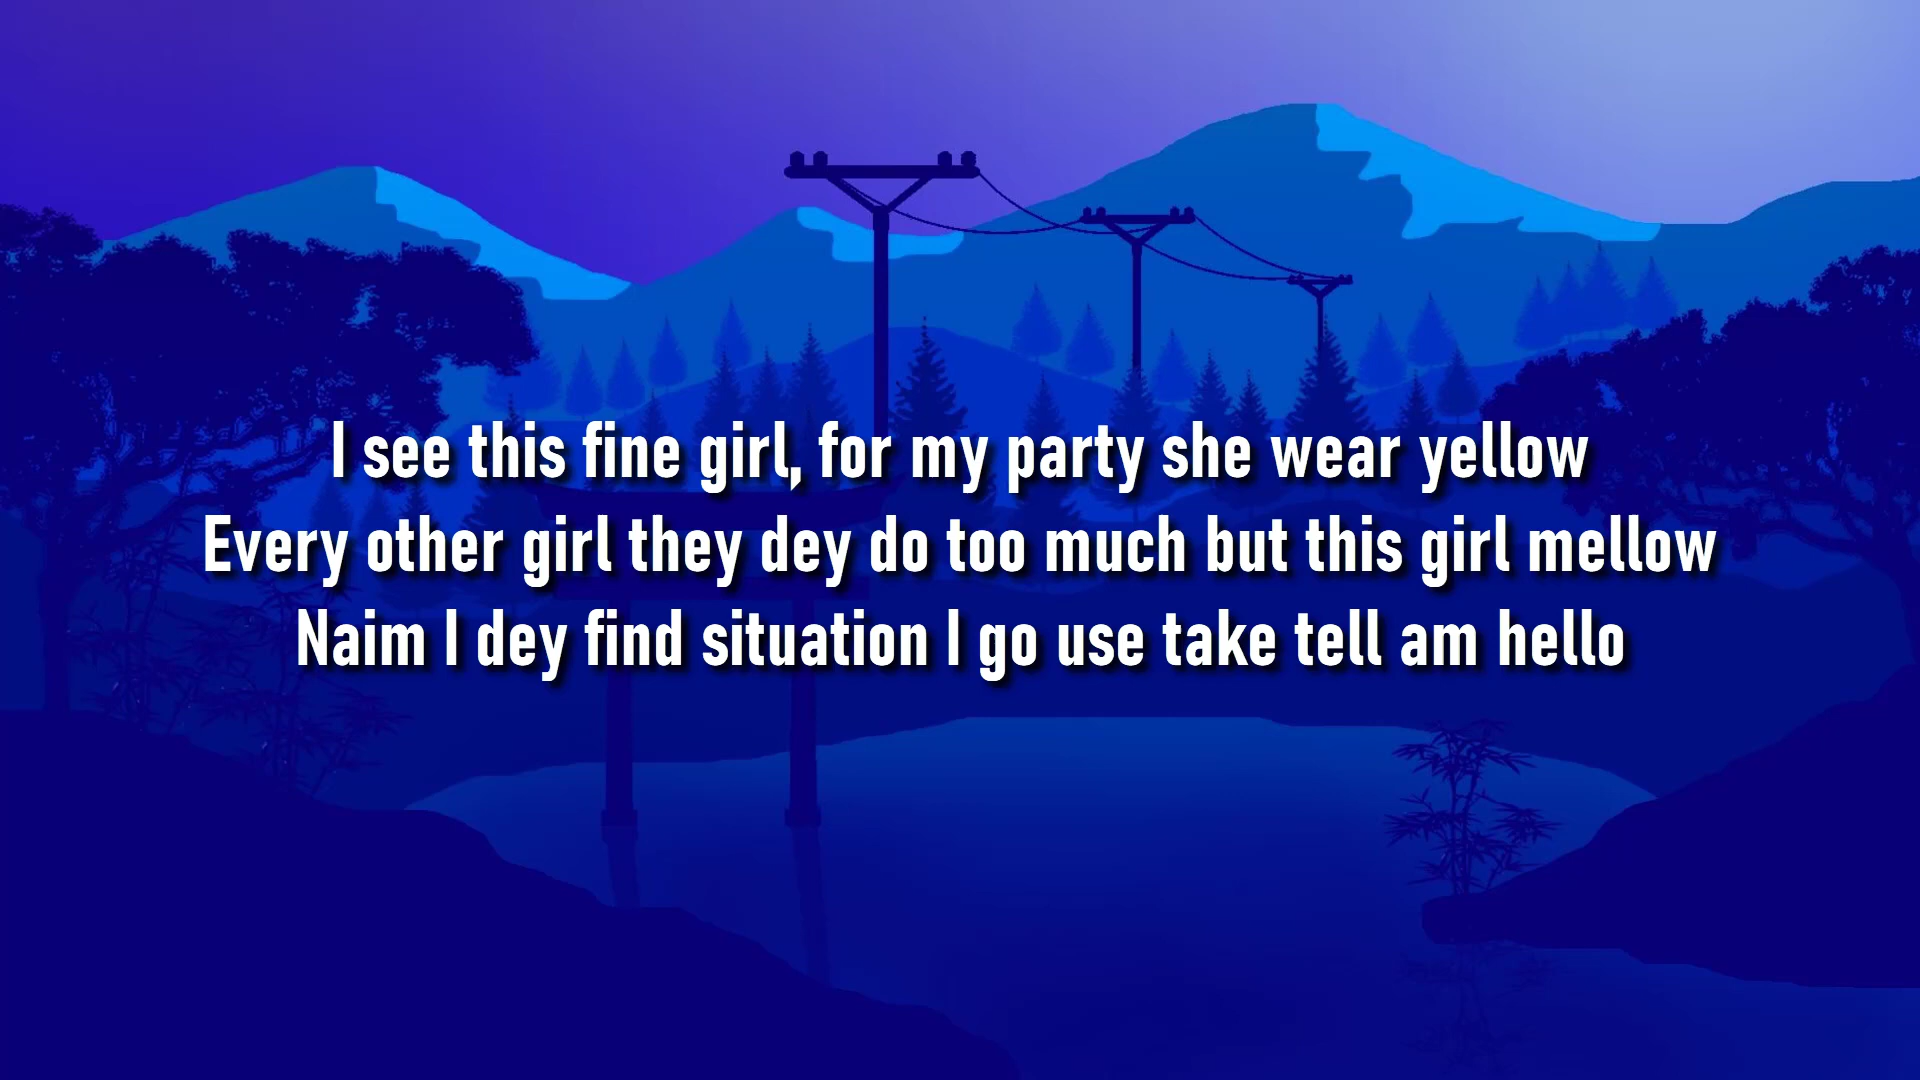 I see this fine girl, for my party she wear yellow
Every other girl they dey do too much but this girl mellow
Naim I dey find situation I go use take tell am hello